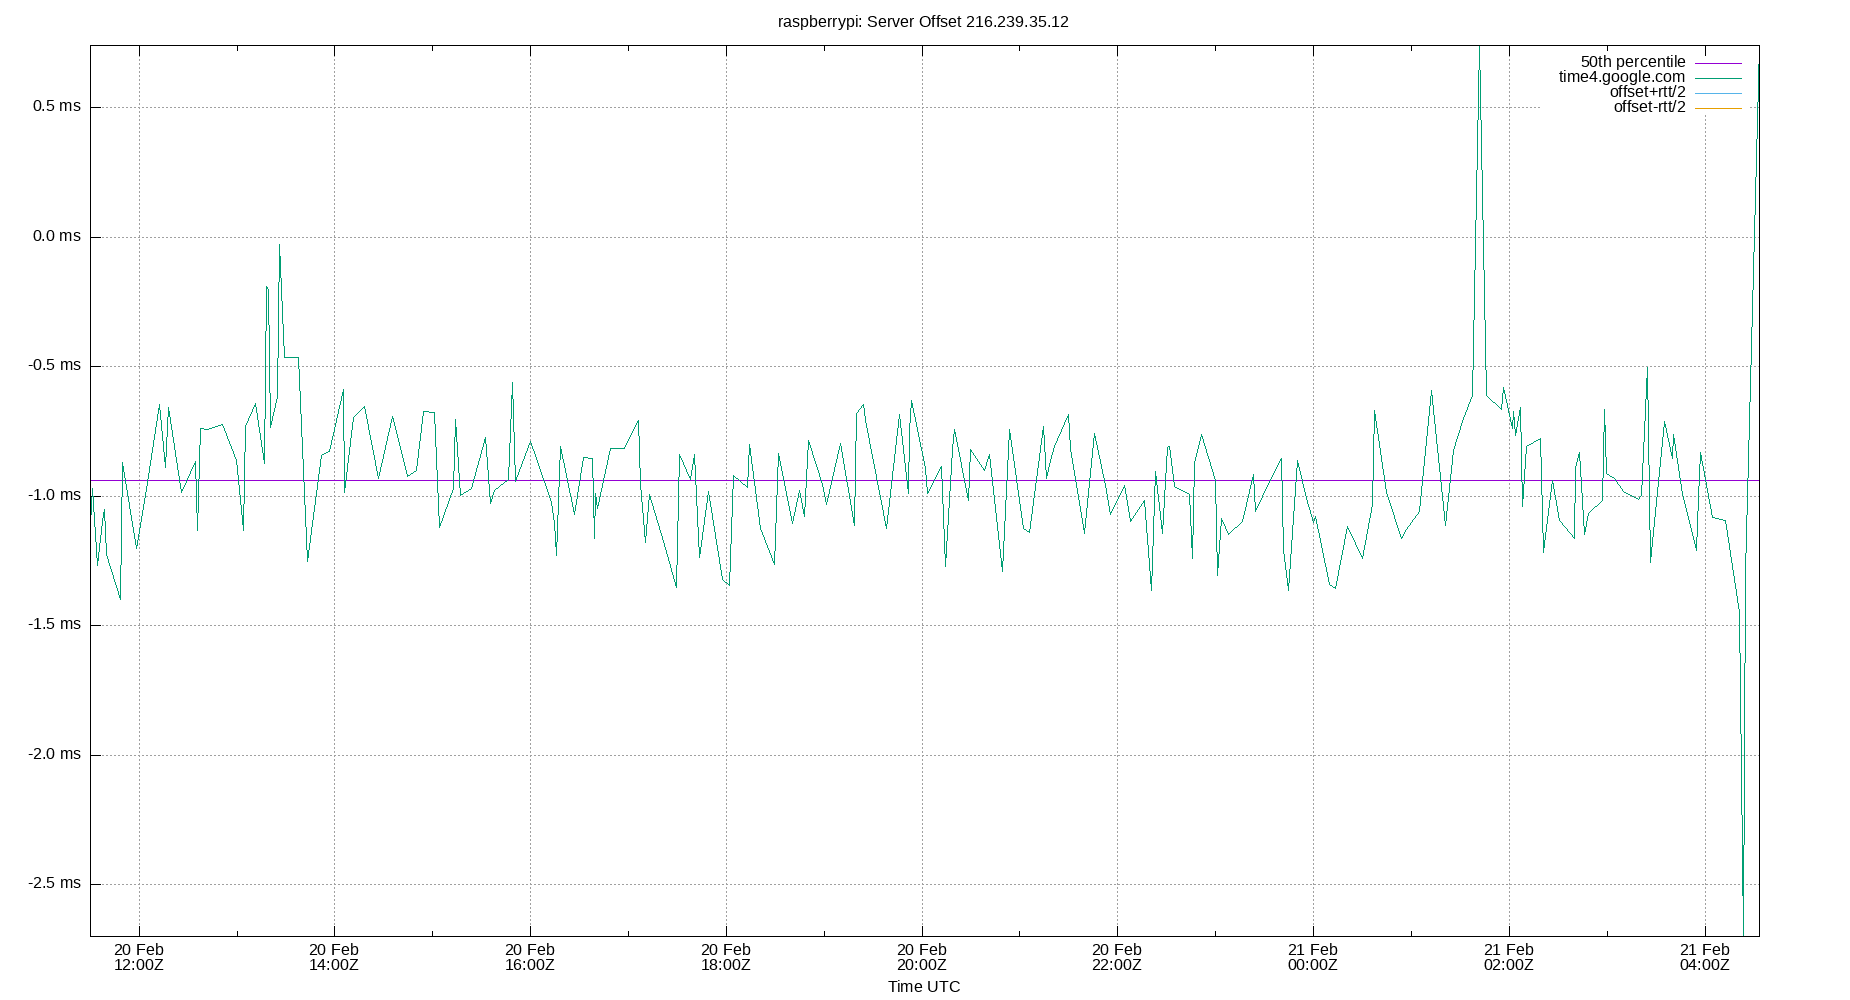 raspberrypi: Server Offset 216.239.35.12
50th percentile
time4.google.com
offset+rtt/2
offset-rtt/2
0.5 ms
0.0 ms
-0.5 ms
-1.0 ms
-1.5 ms
-2.0 ms
-2.5 ms
20 Feb 20 Feb 20 Feb 20 Feb 20 Feb 20 Feb 21 Feb 21 Feb 21 Feb
12:00Z 14:00Z 16:00Z 18:00Z 20:00Z 22:00Z 00:00Z 02:00Z 04:00Z
Time UTC